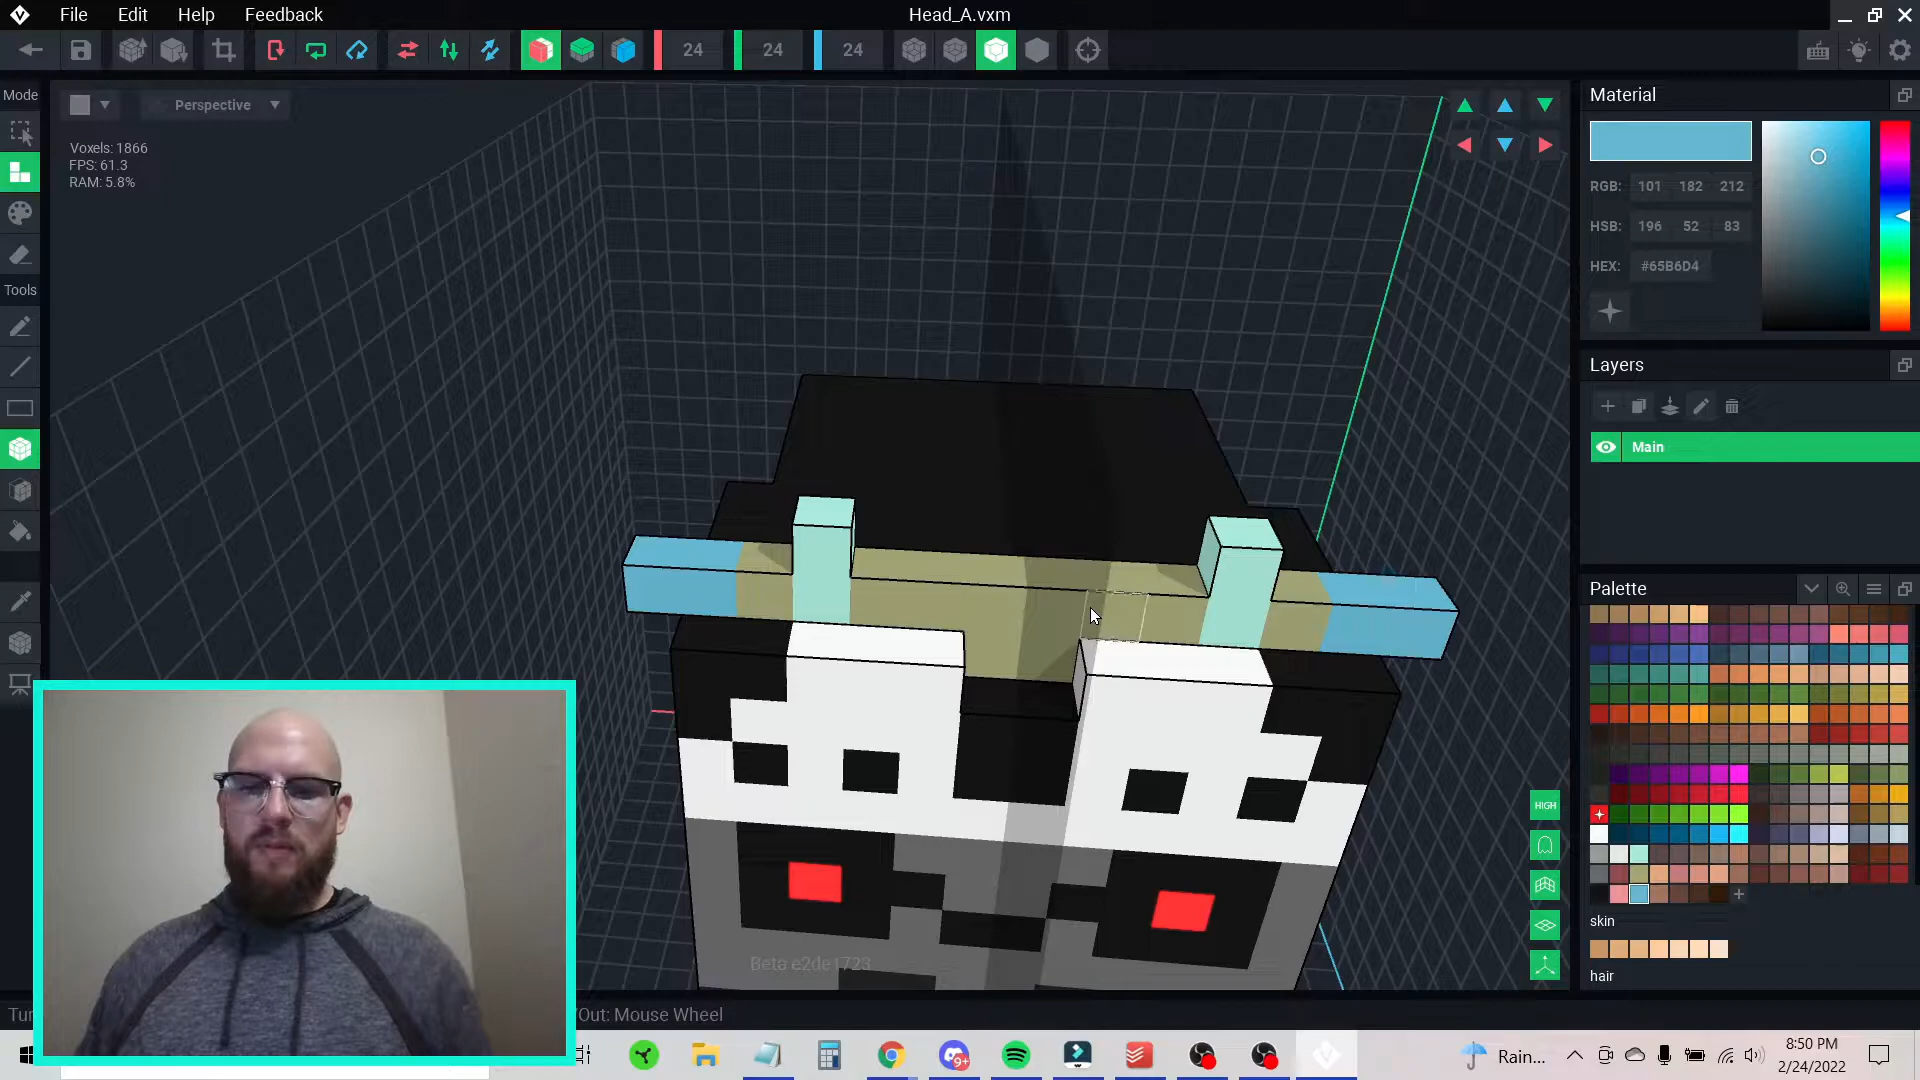 File Edit Help Feedback Head_A.vxm
24 24 24
Mode
Perspective
Voxels: 1866
FPS: 61.3
RAM: 5.8%
Tools
Material
RGB: 101 182 212
HSB: 196 52 83
HEX: #65B6D4
Layers
Main
Palette
HIGH
skin
hair
Beta e2de1723
/Out: Mouse Wheel
9+
Rain...
8:50 PM
2/24/2022